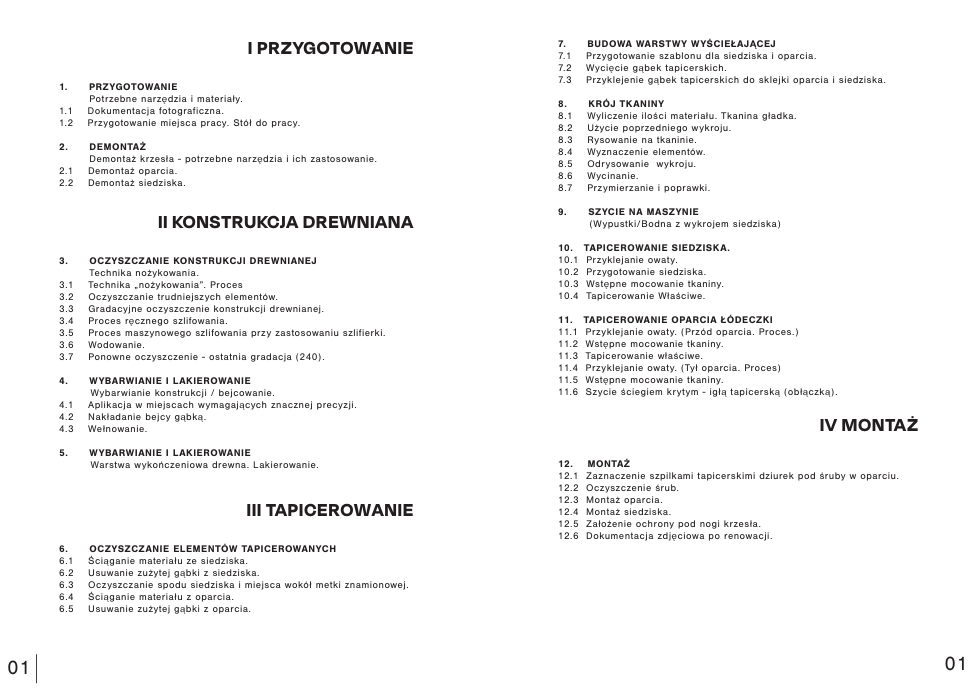 I PRZYGOTOWANIE
1. PRZYGOTOWANIE
Potrzebne narzędzia i materiały.
1.1 Dokumentacja fotograficzna.
1.2 Przygotowanie miejsca pracy. Stół do pracy.
2. DEMONTAŻ
Demontaż krzesła - potrzebne narzędzia i ich zastosowanie.
2.1 Demontaż oparcia.
2.2 Demontaż siedziska.
II KONSTRUKCJA DREWNIANA
3. OCZYSZCZANIE KONSTRUKCJI DREWNIANEJ
Technika nożykowania.
3.1 Technika „nożykowania”. Proces
3.2 Oczyszczanie trudniejszych elementów.
3.3 Gradacyjne oczyszczenie konstrukcji drewnianej.
3.4 Proces ręcznego szlifowania.
3.5 Proces maszynowego szlifowania przy zastosowaniu szlifierki.
3.6 Wodowanie.
3.7 Ponowne oczyszczenie - ostatnia gradacja (240).
4. WYBARWIANIE I LAKIEROWANIE
Wybarwianie konstrukcji / bejcowanie.
4.1 Aplikacja w miejscach wymagających znacznej precyzji.
4.2 Nakładanie bejcy gąbką.
4.3 Wełnowanie.
5. WYBARWIANIE I LAKIEROWANIE
Warstwa wykończeniowa drewna. Lakierowanie.
III TAPICEROWANIE
6. OCZYSZCZANIE ELEMENTÓW TAPICEROWANYCH
6.1 Ściąganie materiału ze siedziska.
6.2 Usuwanie zużytej gąbki z siedziska.
6.3 Oczyszczanie spodu siedziska i miejsca wokół metki znamionowej.
6.4 Ściąganie materiału z oparcia.
6.5 Usuwanie zużytej gąbki z oparcia.
01
7. BUDOWA WARSTWY WYŚCIEŁAJĄCEJ
7.1 Przygotowanie szablonu dla siedziska i oparcia.
7.2 Wycięcie gąbek tapicerskich.
7.3 Przyklejenie gąbek tapicerskich do sklejki oparcia i siedziska.
8. KRÓJ TKANINY
8.1 Wyliczenie ilości materiału. Tkanina gładka.
8.2 Użycie poprzedniego wykroju.
8.3 Rysowanie na tkaninie.
8.4 Wyznaczenie elementów.
8.5 Odrysowanie wykroju.
8.6 Wycinanie.
8.7 Przymierzanie i poprawki.
9. SZYCIE NA MASZYNIE
(Wypustki/Bodna z wykrojem siedziska)
10. TAPICEROWANIE SIEDZISKA.
10.1 Przyklejanie owaty.
10.2 Przygotowanie siedziska.
10.3 Wstępne mocowanie tkaniny.
10.4 Tapicerowanie Właściwe.
11. TAPICEROWANIE OPARCIA ŁÓDECZKI
11.1 Przyklejanie owaty. (Przód oparcia. Proces.)
11.2 Wstępne mocowanie tkaniny.
11.3 Tapicerowanie właściwe.
11.4 Przyklejanie owaty. (Tył oparcia. Proces)
11.5 Wstępne mocowanie tkaniny.
11.6 Szycie ściegiem krytym - igłą tapicerską (obłączką).
IV MONTAŻ
12. MONTAŻ
12.1 Zaznaczenie szpilkami tapicerskimi dziurek pod śruby w oparciu.
12.2 Oczyszczenie śrub.
12.3 Montaż oparcia.
12.4 Montaż siedziska.
12.5 Założenie ochrony pod nogi krzesła.
12.6 Dokumentacja zdjęciowa po renowacji.
01